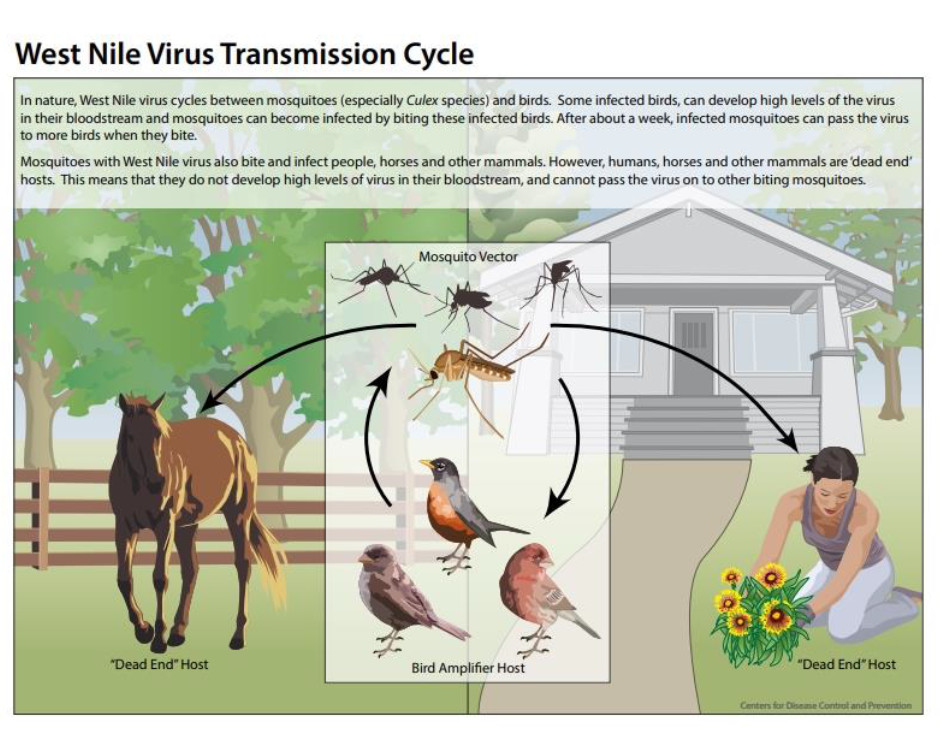 West Nile Virus Transmission Cycle
In nature, West Nile virus cycles between mosquitoes (especially Culex species) and birds. Some infected birds, can develop high levels of the virus
in their bloodstream and mosquitoes can become infected by biting these infected birds. After about a week, infected mosquitoes can pass the virus
to more birds when they bite.
Mosquitoes with West Nile virus also bite and infect people, horses and other mammals. However, humans, horses and other mammals are 'dead end'
hosts. This means that they do not develop high levels of virus in their bloodstream, and cannot pass the virus on to other biting mosquitoes.
Mosquito Vector
"Dead End" Host
Bird Amplifier Host
"Dead End" Host
Centers for Disease Control and Prevention